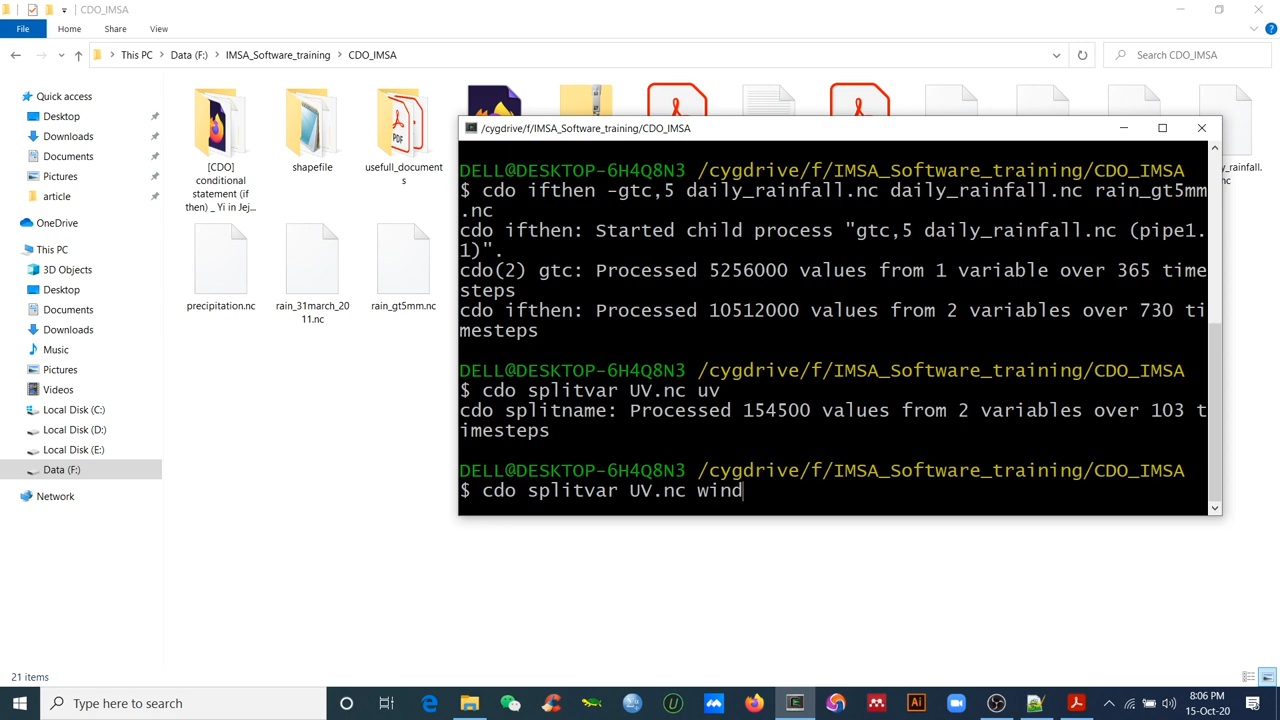 CDO_IMSA
File
Home
Share
View
This PC
Data (F:)
IMSA_Software_training
CDO_IMSA
Search CDO_IMSA
Quick access
Desktop
Downloads
Documents
Pictures
article
OneDrive
This PC
3D Objects
Desktop
Documents
Downloads
Music
Pictures
Videos
Local Disk (C:)
Local Disk (D:)
Local Disk (E:)
Data (F:)
Network
[CDO]
conditional
statement (if
then) _ Yi in Jej...
shapefile
PDF
usefull_document
s
precipitation.nc
rain_31march_20
11.nc
rain_gt5mm.nc
y_rainfall.
nc
/cygdrive/f/IMSA_Software_training/CDO_IMSA
DELL@DESKTOP-6H4Q8N3 /cygdrive/f/IMSA_Software_training/CDO_IMSA
$ cdo ifthen -gtc,5 daily_rainfall.nc daily_rainfall.nc rain_gt5mm
.nc
cdo ifthen: Started child process "gtc,5 daily_rainfall.nc (pipe1.
1)".
cdo(2) gtc: Processed 5256000 values from 1 variable over 365 time
steps
cdo ifthen: Processed 10512000 values from 2 variables over 730 ti
mesteps
DELL@DESKTOP-6H4Q8N3 /cygdrive/f/IMSA_Software_training/CDO_IMSA
$ cdo splitvar UV.nc uv
cdo splitname: Processed 154500 values from 2 variables over 103 t
imesteps
DELL@DESKTOP-6H4Q8N3 /cygdrive/f/IMSA_Software_training/CDO_IMSA
$ cdo splitvar UV.nc wind
21 items
Type here to search
Ai
8:06 PM
15-Oct-20